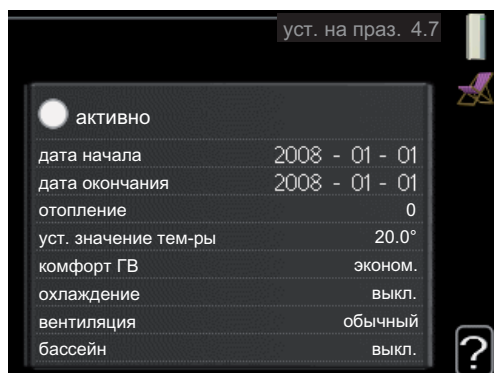 уст. на праз. 4.7
активно
дата начала 2008 - 01 - 01
дата окончания 2008 - 01 - 01
отопление 0
уст. значение тем-ры 20.0°
комфорт ГВ эконом.
охлаждение выкл.
вентиляция обычный
бассейн выкл.
?